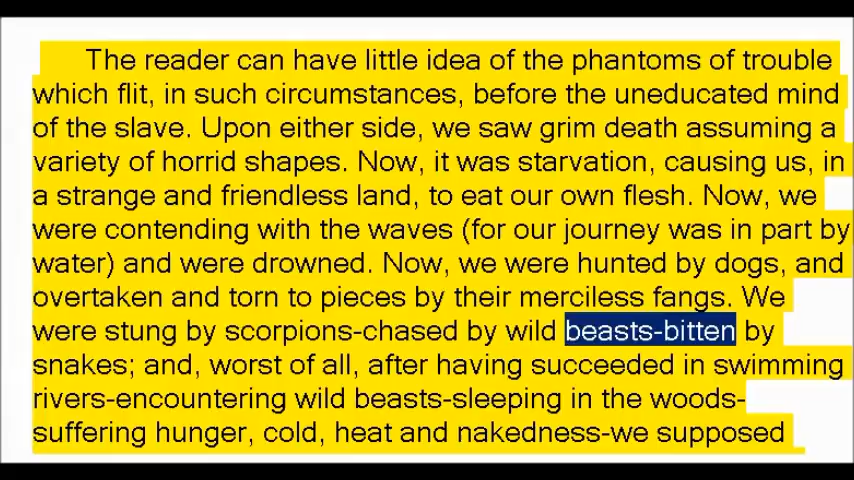 The reader can have little idea of the phantoms of trouble
which flit, in such circumstances, before the uneducated mind
of the slave. Upon either side, we saw grim death assuming a
variety of horrid shapes. Now, it was starvation, causing us, in
a strange and friendless land, to eat our own flesh. Now, we
were contending with the waves (for our journey was in part by
water) and were drowned. Now, we were hunted by dogs, and
overtaken and torn to pieces by their merciless fangs. We
were stung by scorpions-chased by wild beasts-bitten by
snakes; and, worst of all, after having succeeded in swimming
rivers-encountering wild beasts-sleeping in the woods-
suffering hunger, cold, heat and nakedness-we supposed